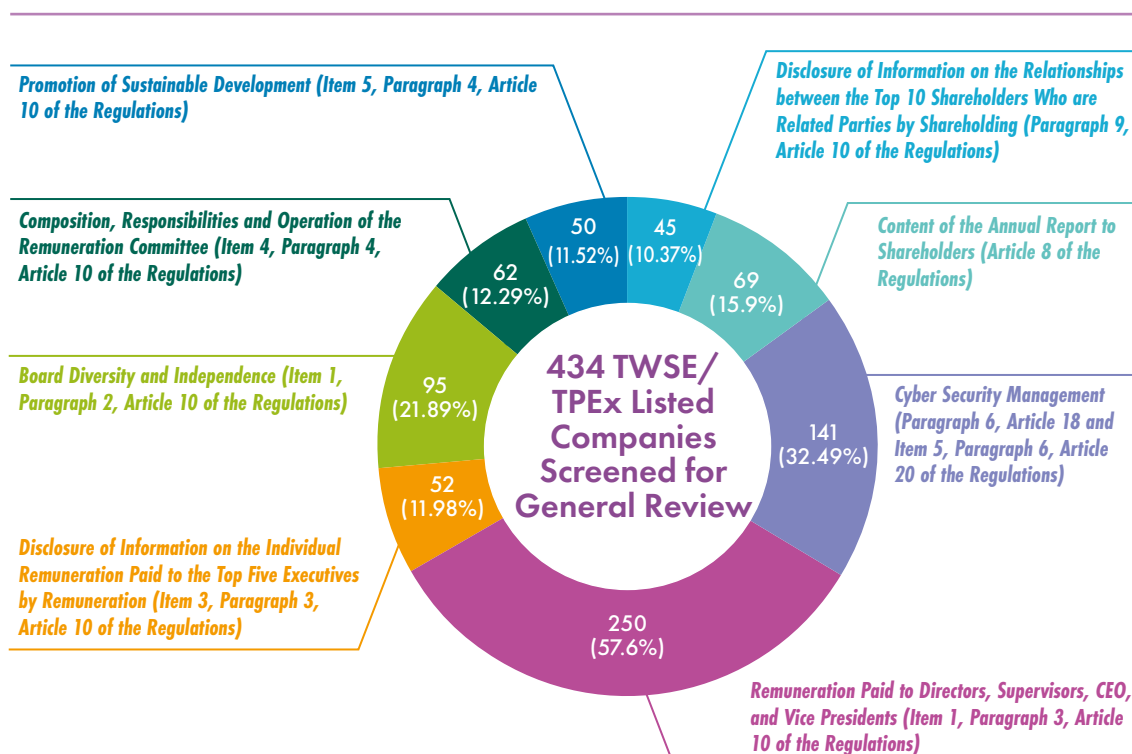 Promotion of Sustainable Development (Item 5, Paragraph 4, Article
10 of the Regulations)
Disclosure of Information on the Relationships
between the Top 10 Shareholders Who are
Related Parties by Shareholding (Paragraph 9,
Article 10 of the Regulations)
Composition, Responsibilities and Operation of the
Remuneration Committee (Item 4, Paragraph 4,
Article 10 of the Regulations)
Content of the Annual Report to
Shareholders (Article 8 of the
Regulations)
50
(11.52%)
45
(10.37%)
62
(12.29%)
69
(15.9%)
Board Diversity and Independence (Item 1,
Paragraph 2, Article 10 of the Regulations)
95
(21.89%)
434 TWSE/
TPEx Listed
Companies
Screened for
General Review
141
(32.49%)
Cyber Security Management
(Paragraph 6, Article 18 and
Item 5, Paragraph 6, Article
20 of the Regulations)
52
(11.98%)
Disclosure of Information on the Individual
Remuneration Paid to the Top Five Executives
by Remuneration (Item 3, Paragraph 3,
Article 10 of the Regulations)
250
(57.6%)
Remuneration Paid to Directors, Supervisors, CEO,
and Vice Presidents (Item 1, Paragraph 3, Article
10 of the Regulations)